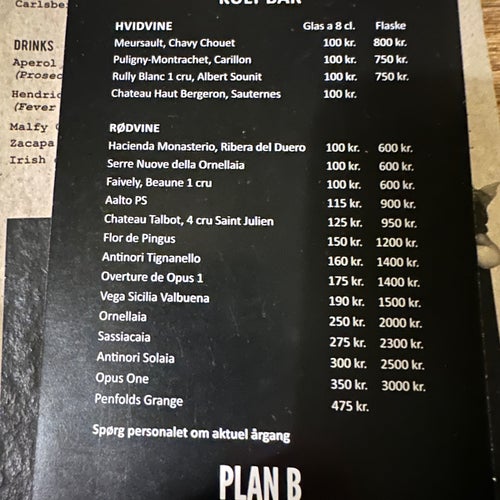 Carlsbe
DRINKS
Aperol
(Prosec
Hendric
(Fever
Malfy
Zacapa
Irish
HVIDVINE Glas a 8 cl. Flaske
Meursault, Chavy Chouet 100 kr. 800 kr.
Puligny-Montrachet, Carillon 100 kr. 750 kr.
Rully Blanc 1 cru, Albert Sounit 100 kr. 750 kr.
Chateau Haut Bergeron, Sauternes 100 kr.
RØDVINE
Hacienda Monasterio, Ribera del Duero 100 kr. 600 kr.
Serre Nuove della Ornellaia 100 kr. 600 kr.
Faively, Beaune 1 cru 100 kr. 600 kr.
Aalto PS 115 kr. 900 kr.
Chateau Talbot, 4 cru Saint Julien 125 kr. 950 kr.
Flor de Pingus 150 kr. 1200 kr.
Antinori Tignanello 160 kr. 1400 kr.
Overture de Opus 1 175 kr. 1400 kr.
Vega Sicilia Valbuena 190 kr. 1500 kr.
Ornellaia 250 kr. 2000 kr.
Sassiacaia 275 kr. 2300 kr.
Antinori Solaia 300 kr. 2500 kr.
Opus One 350 kr. 3000 kr.
Penfolds Grange 475 kr.
Spørg personalet om aktuel årgang
PLAN B